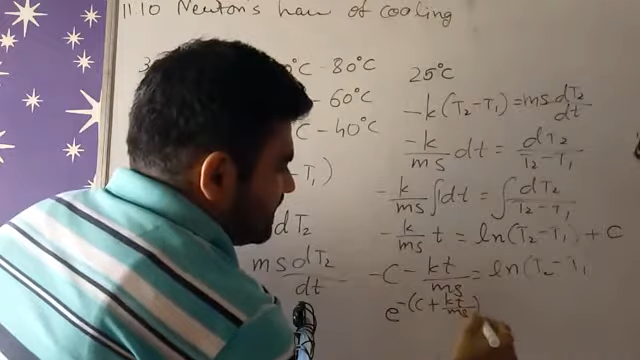 11.10 Newton's Law of cooling
0°C - 80°C
- 60°C
C - 40°C
- T₁)
dT₂
ms dT₂/dt
25°C
-k(T₂-T₁) = ms dT₂/dt
-k/ms dt = dT₂/T₂-T₁
-k/ms ∫dt = ∫dT₂/T₂-T₁
-k/ms t = ln(T₂-T₁) + C
-C - kt/ms = ln(T₂-T₁
e^-(C + kt/ms)